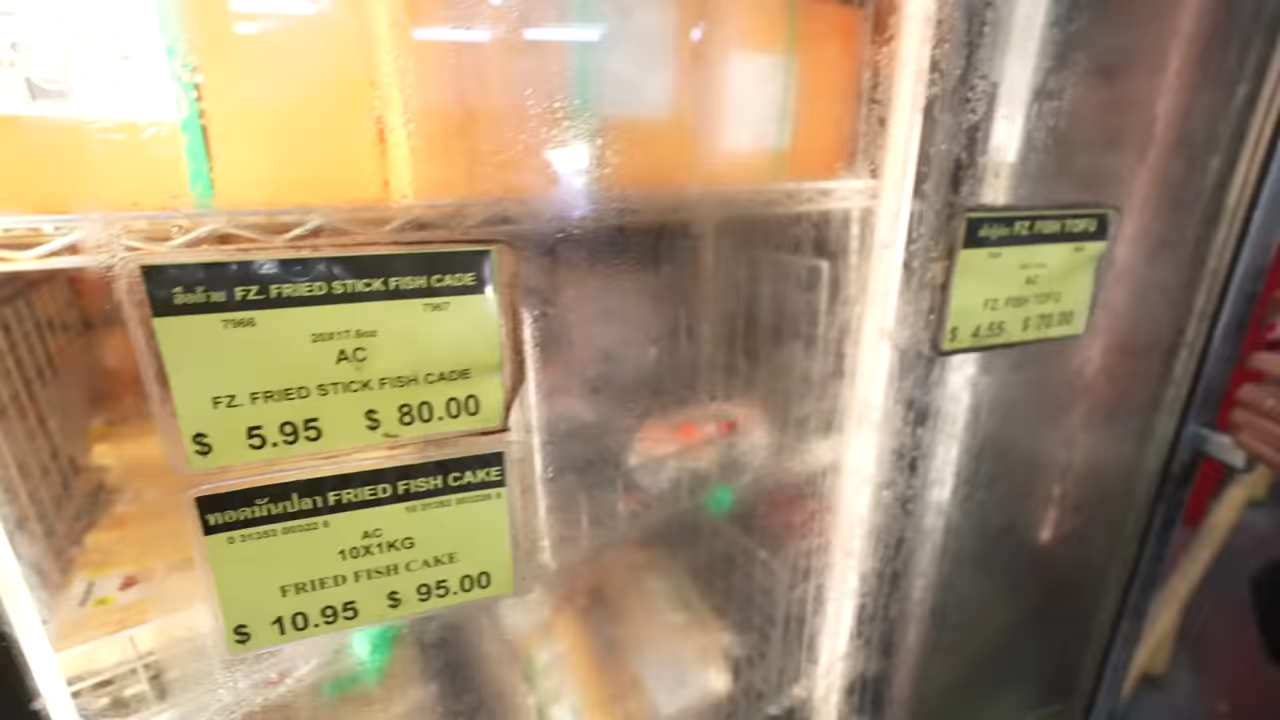 FZ. FRIED STICK FISH CADE
7966 7967
20X17.6oz
AC
FZ. FRIED STICK FISH CADE
$ 5.95 $ 80.00
ทอดมันปลา FRIED FISH CAKE
AC
10X1KG
FRIED FISH CAKE
$ 10.95 $ 95.00
FZ. FISH TOFU
AC
FZ. FISH TOFU
$ 4.55 $ 70.00